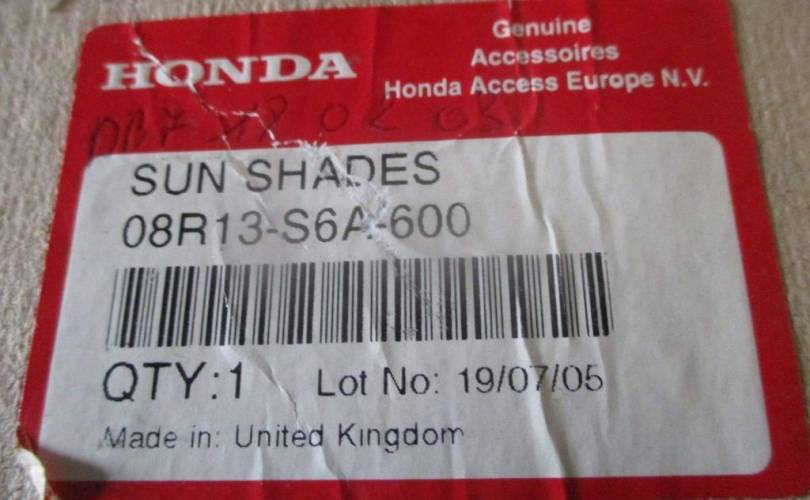 HONDA
Genuine
Accessoires
Honda Access Europe N.V.
SUN SHADES
08R13-S6A-600
QTY:1 Lot No: 19/07/05
Made in: United Kingdom